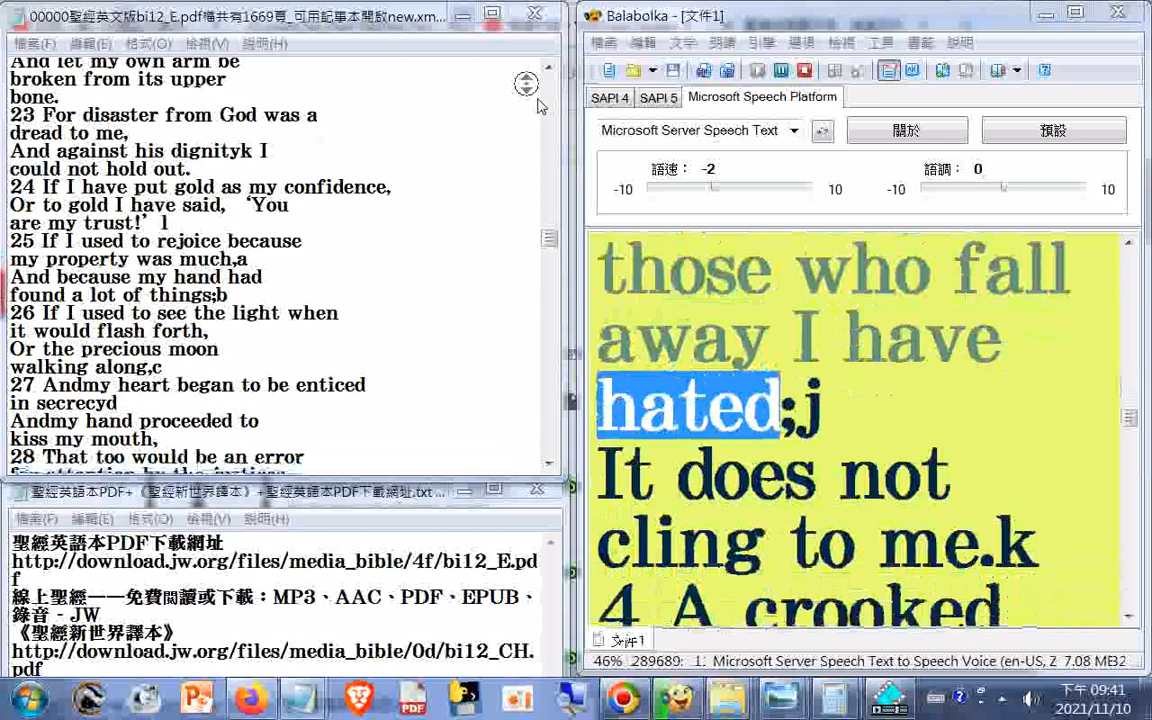 00000聖經英文版bi12_E.pdf檔共有1669頁_可用記事本開啟new.xm...
檔案(F) 編輯(E) 格式(O) 檢視(V) 說明(H)
And let my own arm be
broken from its upper
bone.
23 For disaster from God was a
dread to me,
And against his dignityk I
could not hold out.
24 If I have put gold as my confidence,
Or to gold I have said, ‘You
are my trust!’ l
25 If I used to rejoice because
my property was much,a
And because my hand had
found a lot of things;b
26 If I used to see the light when
it would flash forth,
Or the precious moon
walking along,c
27 Andmy heart began to be enticed
in secrecyd
Andmy hand proceeded to
kiss my mouth,
28 That too would be an error
for attention by the justices,
聖經英語本PDF+《聖經新世界譯本》+聖經英語本PDF下載網址.txt ...
檔案(F) 編輯(E) 格式(O) 檢視(V) 說明(H)
聖經英語本PDF下載網址
http://download.jw.org/files/media_bible/4f/bi12_E.pd
f
線上聖經——免費閱讀或下載：MP3、AAC、PDF、EPUB、
錄音 - JW
《聖經新世界譯本》
http://download.jw.org/files/media_bible/0d/bi12_CH.
pdf
Balabolka - [文件1]
檔案 編輯 文字 朗讀 引擎 選項 檢視 工具 書籤 說明
SAPI 4 SAPI 5 Microsoft Speech Platform
Microsoft Server Speech Text 關於 預設
語速： -2 語調： 0
-10 10 -10 10
those who fall
away I have
hated;j
It does not
cling to me.k
4 A crooked
文件1
46% 289689: 1: Microsoft Server Speech Text to Speech Voice (en-US, Z 7.08 MB
下午 09:41
2021/11/10